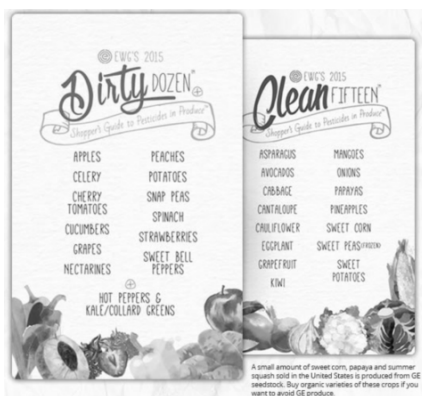 EWG'S 2015
Dirty DOZEN
Shopper's Guide to Pesticides in Produce™
APPLES
CELERY
CHERRY
TOMATOES
CUCUMBERS
GRAPES
NECTARINES
PEACHES
POTATOES
SNAP PEAS
SPINACH
STRAWBERRIES
SWEET BELL
PEPPERS
+
HOT PEPPERS &
KALE/COLLARD GREENS
EWG'S 2015
Clean FIFTEEN
Shopper's Guide to Pesticides in Produce™
ASPARAGUS
AVOCADOS
CABBAGE
CANTALOUPE
CAULIFLOWER
EGGPLANT
GRAPEFRUIT
KIWI
MANGOES
ONIONS
PAPAYAS
PINEAPPLES
SWEET CORN
SWEET PEAS (FROZEN)
SWEET
POTATOES
A small amount of sweet corn, papaya and summer
squash sold in the United States is produced from GE
seedstock. Buy organic varieties of these crops if you
want to avoid GE produce.